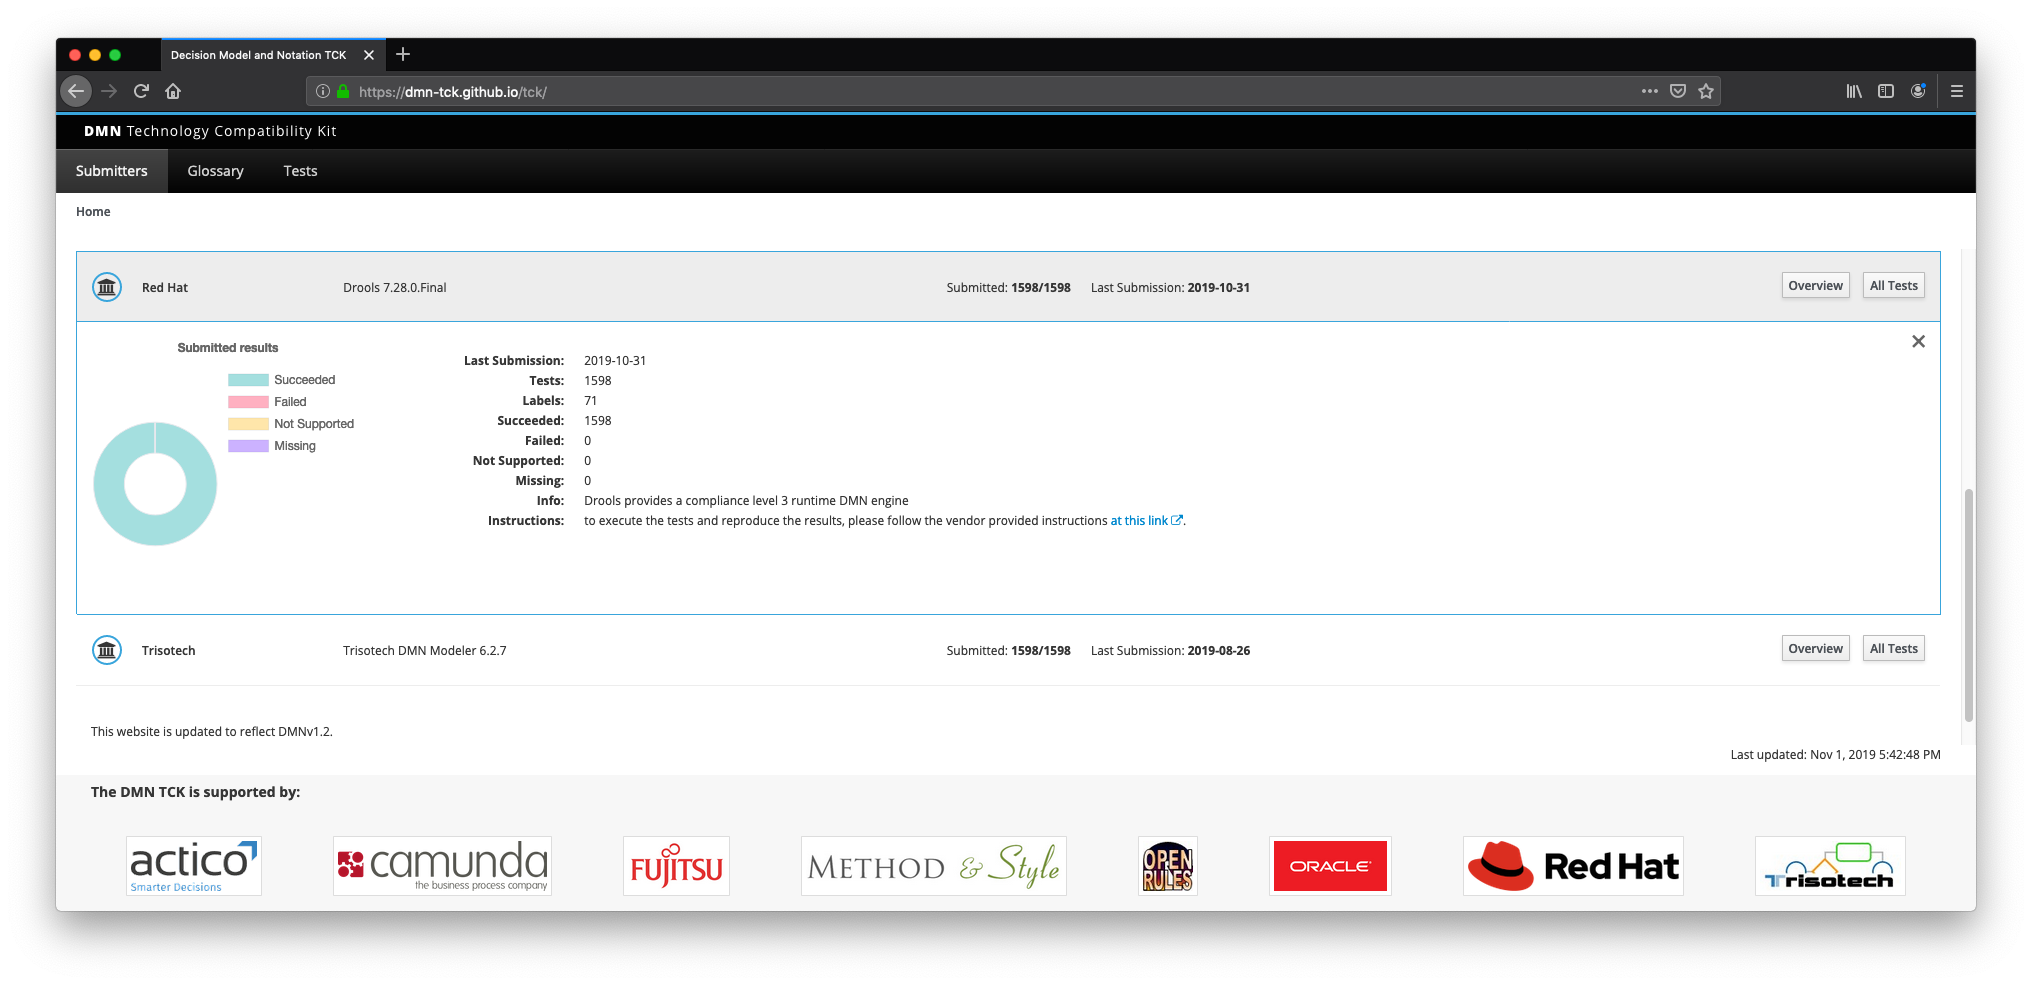 Decision Model and Notation TCK
https://dmn-tck.github.io/tck/
DMN Technology Compatibility Kit
Submitters Glossary Tests
Home
Red Hat Drools 7.28.0.Final Submitted: 1598/1598 Last Submission: 2019-10-31 Overview All Tests
Submitted results
Succeeded
Failed
Not Supported
Missing
Last Submission: 2019-10-31
Tests: 1598
Labels: 71
Succeeded: 1598
Failed: 0
Not Supported: 0
Missing: 0
Info: Drools provides a compliance level 3 runtime DMN engine
Instructions: to execute the tests and reproduce the results, please follow the vendor provided instructions at this link.
Trisotech Trisotech DMN Modeler 6.2.7 Submitted: 1598/1598 Last Submission: 2019-08-26 Overview All Tests
This website is updated to reflect DMNv1.2.
Last updated: Nov 1, 2019 5:42:48 PM
The DMN TCK is supported by:
actico
Smarter Decisions
camunda
the business process company
FUJITSU
METHOD & Style
OPEN
RULES
ORACLE
Red Hat
Trisotech